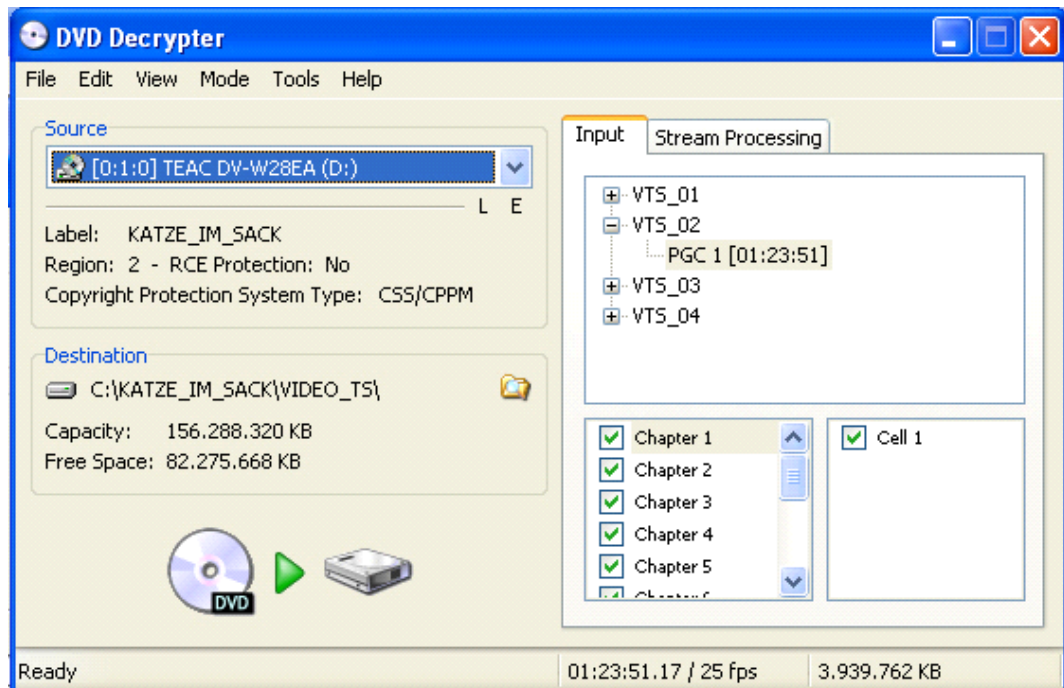 DVD Decrypter
File Edit View Mode Tools Help
Source
[0:1:0] TEAC DV-W28EA (D:)
L E
Label: KATZE_IM_SACK
Region: 2 - RCE Protection: No
Copyright Protection System Type: CSS/CPPM
Destination
C:\KATZE_IM_SACK\VIDEO_TS\
Capacity: 156.288.320 KB
Free Space: 82.275.668 KB
DVD
Input Stream Processing
VTS_01
VTS_02
PGC 1 [01:23:51]
VTS_03
VTS_04
Chapter 1
Chapter 2
Chapter 3
Chapter 4
Chapter 5
Cell 1
Ready 01:23:51.17 / 25 fps 3.939.762 KB